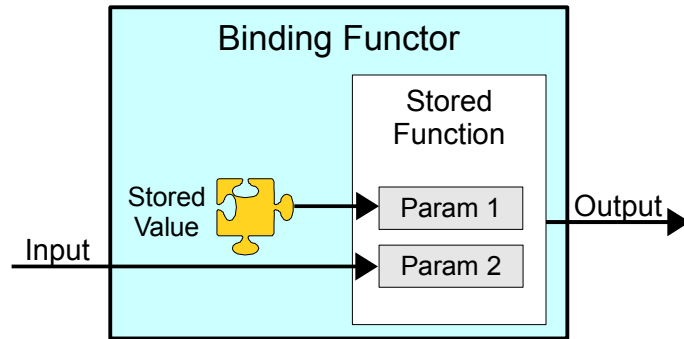 Binding Functor
Stored
Function
Stored
Value
Param 1
Param 2
Input
Output